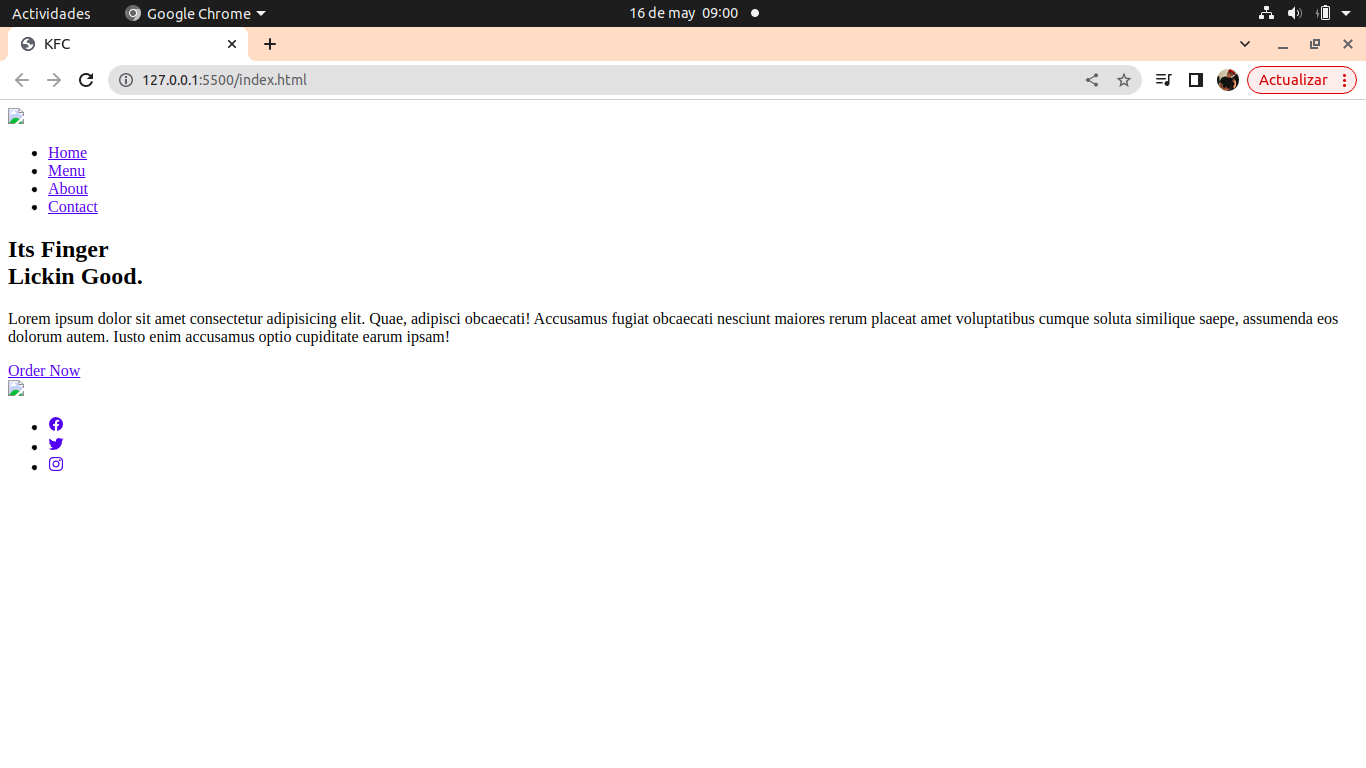 Actividades
Google Chrome
16 de may 09:00
KFC
127.0.0.1:5500/index.html
Actualizar
Home
Menu
About
Contact
Its Finger
Lickin Good.
Lorem ipsum dolor sit amet consectetur adipisicing elit. Quae, adipisci obcaecati! Accusamus fugiat obcaecati nesciunt maiores rerum placeat amet voluptatibus cumque soluta similique saepe, assumenda eos
dolorum autem. Iusto enim accusamus optio cupiditate earum ipsam!
Order Now